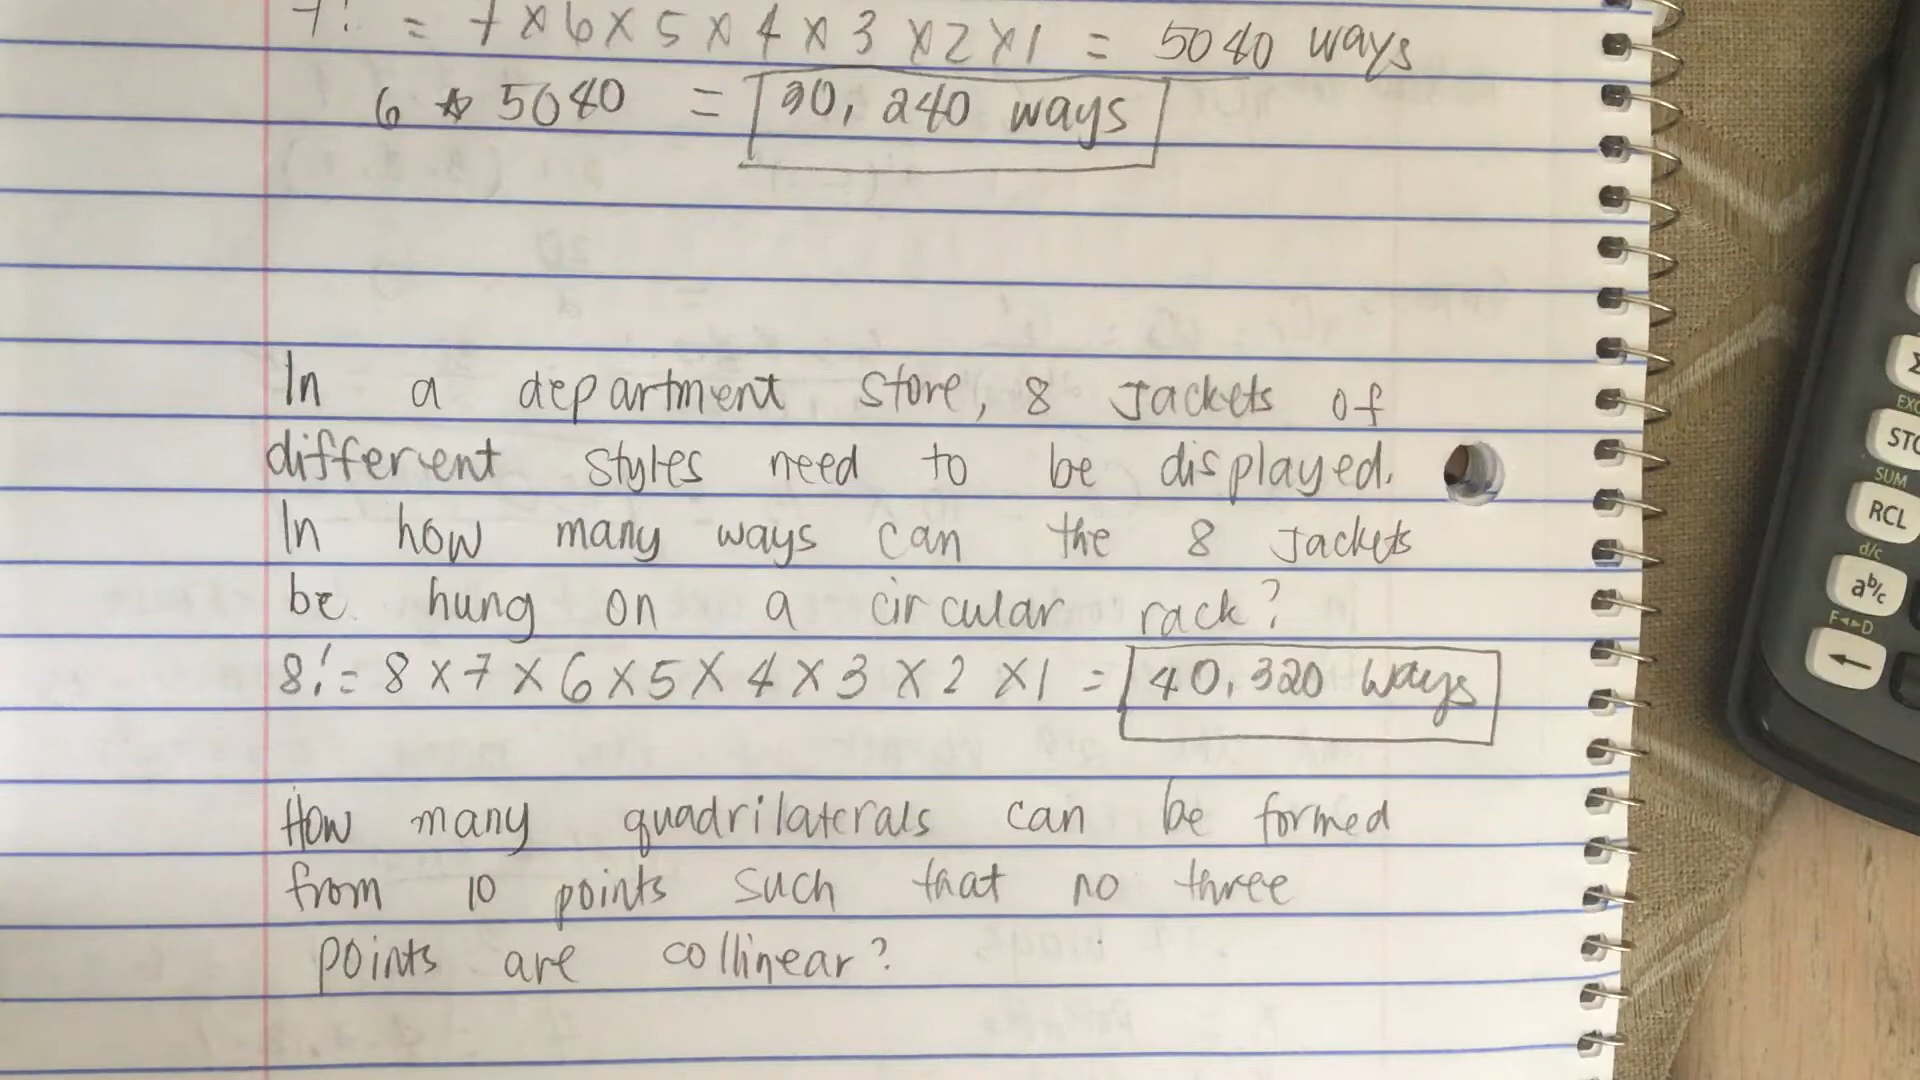 7! = 7 × 6 × 5 × 4 × 3 × 2 × 1 = 5040 ways
6 * 5040 = 30,240 ways
In a department store, 8 Jackets of
different styles need to be displayed.
In how many ways can the 8 Jackets
be hung on a circular rack?
8! = 8 × 7 × 6 × 5 × 4 × 3 × 2 × 1 = 40,320 ways
How many quadrilaterals can be formed
from 10 points such that no three
points are collinear?
EXC
STO
SUM
RCL
d/c
a b/c
F◄►D
←